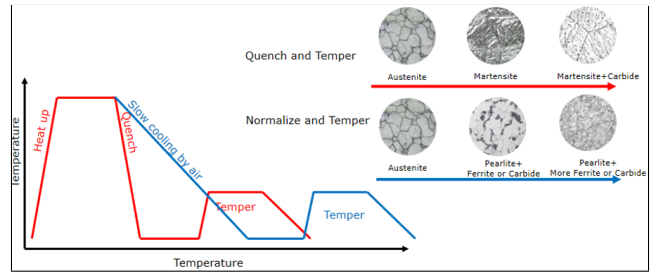 Quench and Temper
Austenite
Martensite
Martensite+Carbide
Normalize and Temper
Austenite
Pearlite+
Ferrite or Carbide
Pearlite+
More Ferrite or Carbide
Temperature
Heat up
Quench
Slow cooling by air
Temper
Temper
Temperature